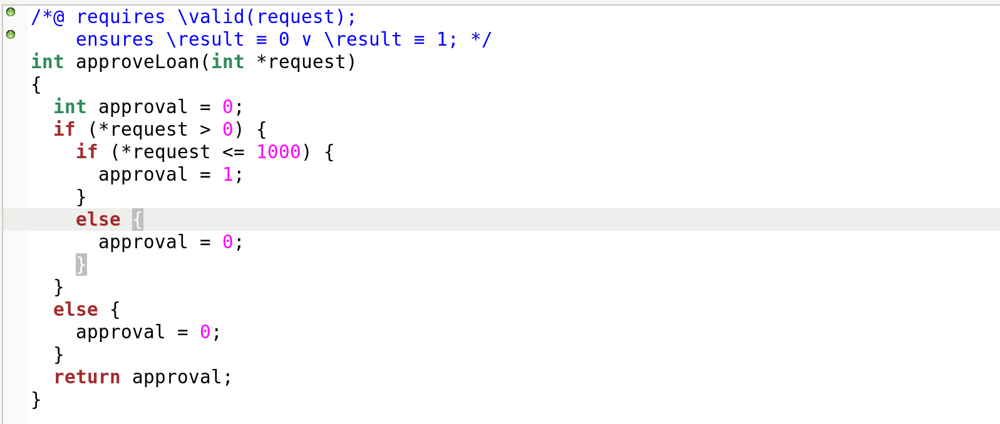 /*@ requires \valid(request);
    ensures \result ≡ 0 ∨ \result ≡ 1; */
int approveLoan(int *request)
{
  int approval = 0;
  if (*request > 0) {
    if (*request <= 1000) {
      approval = 1;
    }
    else {
      approval = 0;
    }
  }
  else {
    approval = 0;
  }
  return approval;
}